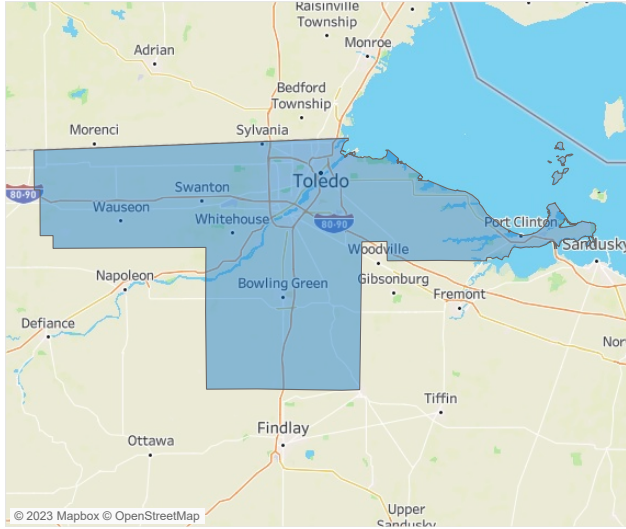 Raisinville
Township
Adrian
Monroe
Bedford
Township
Morenci
Sylvania
Toledo
80-90
Swanton
Wauseon
Whitehouse
80-90
Port Clinton
Woodville
Sandusky
Napoleon
Bowling Green
Gibsonburg
Fremont
Defiance
Nor
Tiffin
Findlay
Ottawa
Upper
Sandusky
© 2023 Mapbox © OpenStreetMap